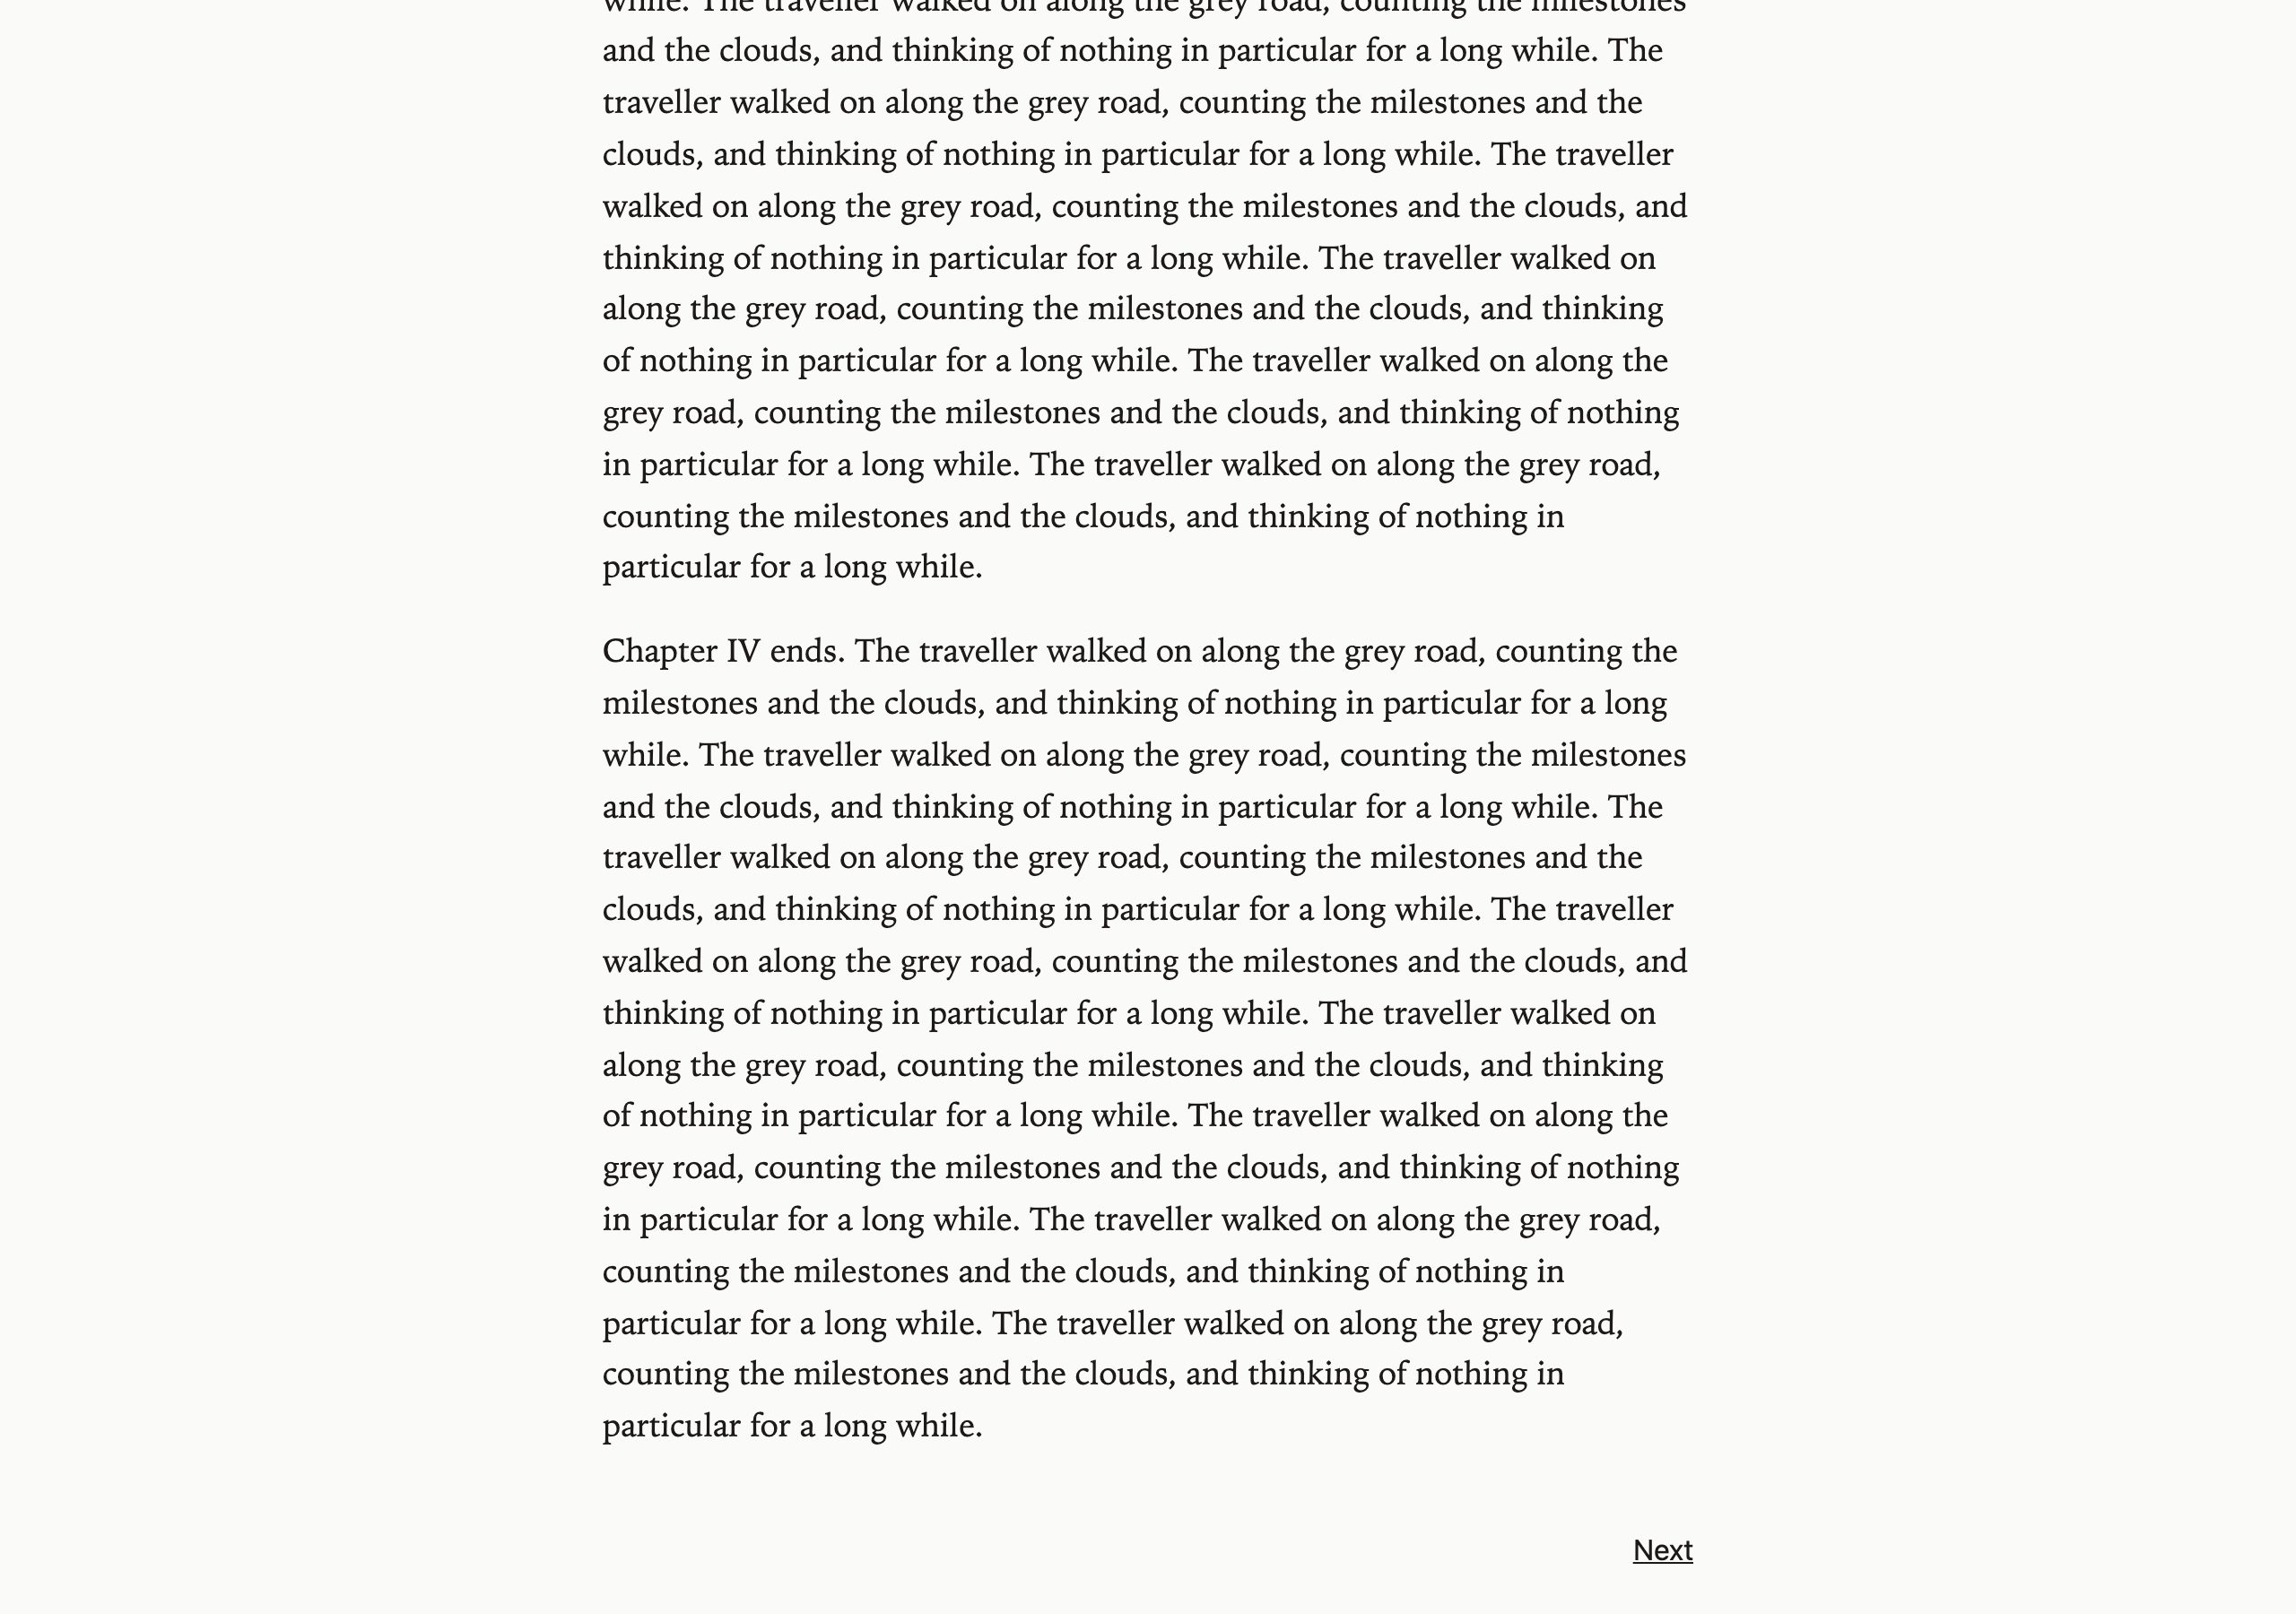 while. The traveller walked on along the grey road, counting the milestones
and the clouds, and thinking of nothing in particular for a long while. The
traveller walked on along the grey road, counting the milestones and the
clouds, and thinking of nothing in particular for a long while. The traveller
walked on along the grey road, counting the milestones and the clouds, and
thinking of nothing in particular for a long while. The traveller walked on
along the grey road, counting the milestones and the clouds, and thinking
of nothing in particular for a long while. The traveller walked on along the
grey road, counting the milestones and the clouds, and thinking of nothing
in particular for a long while. The traveller walked on along the grey road,
counting the milestones and the clouds, and thinking of nothing in
particular for a long while.
Chapter IV ends. The traveller walked on along the grey road, counting the
milestones and the clouds, and thinking of nothing in particular for a long
while. The traveller walked on along the grey road, counting the milestones
and the clouds, and thinking of nothing in particular for a long while. The
traveller walked on along the grey road, counting the milestones and the
clouds, and thinking of nothing in particular for a long while. The traveller
walked on along the grey road, counting the milestones and the clouds, and
thinking of nothing in particular for a long while. The traveller walked on
along the grey road, counting the milestones and the clouds, and thinking
of nothing in particular for a long while. The traveller walked on along the
grey road, counting the milestones and the clouds, and thinking of nothing
in particular for a long while. The traveller walked on along the grey road,
counting the milestones and the clouds, and thinking of nothing in
particular for a long while. The traveller walked on along the grey road,
counting the milestones and the clouds, and thinking of nothing in
particular for a long while.
Next